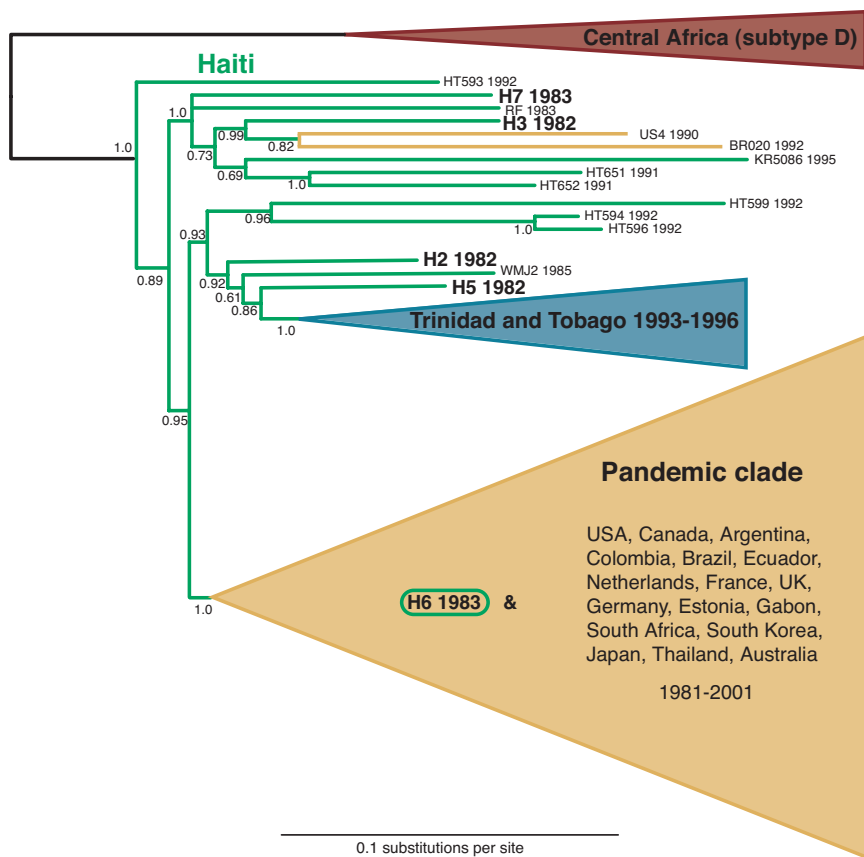 Central Africa (subtype D)
Haiti
HT593 1992
H7 1983
RF 1983
1.0
H3 1982
0.99
US4 1990
0.82
BR020 1992
1.0
0.73
KR5086 1995
0.69
HT651 1991
1.0
HT652 1991
HT599 1992
0.96
HT594 1992
1.0
HT596 1992
0.93
H2 1982
WMJ2 1985
0.92
0.89
H5 1982
0.61
0.86
1.0
Trinidad and Tobago 1993-1996
0.95
Pandemic clade
USA, Canada, Argentina,
Colombia, Brazil, Ecuador,
Netherlands, France, UK,
Germany, Estonia, Gabon,
South Africa, South Korea,
Japan, Thailand, Australia
1981-2001
H6 1983 &
1.0
0.1 substitutions per site